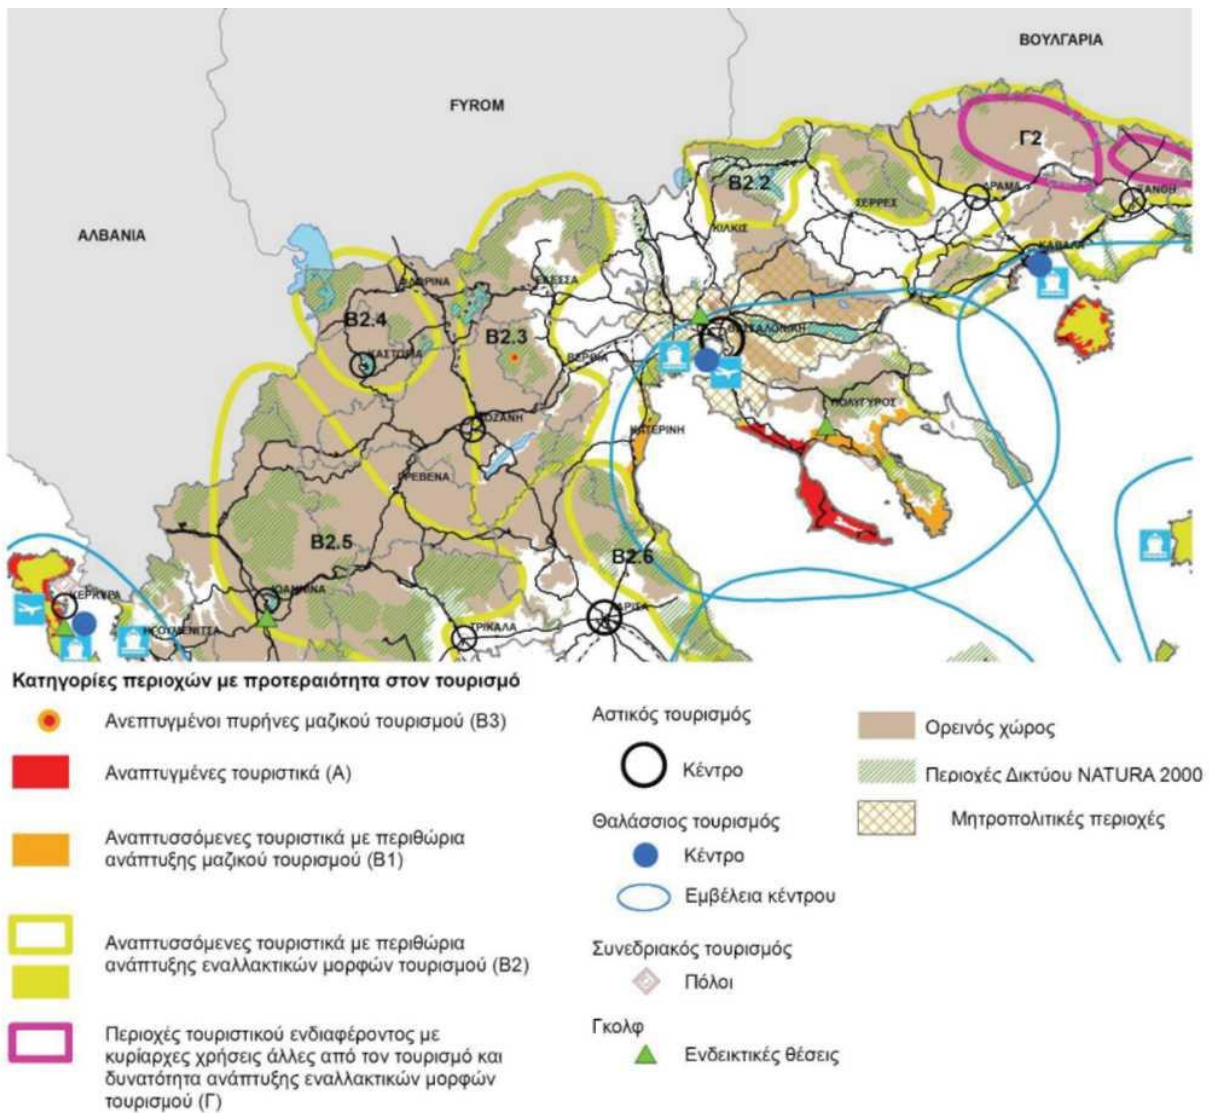 ΒΟΥΛΓΑΡΙΑ
FYROM
ΑΛΒΑΝΙΑ
Γ2
Β2.2
ΔΡΑΜΑ
ΞΑΝΘΗ
ΣΕΡΡΕΣ
ΚΙΛΚΙΣ
ΚΑΒΑΛΑ
ΦΛΩΡΙΝΑ
ΕΔΕΣΣΑ
Β2.4
Β2.3
ΘΕΣΣΑΛΟΝΙΚΗ
ΚΑΣΤΟΡΙΑ
ΒΕΡΟΙΑ
ΠΟΛΥΓΥΡΟΣ
ΚΟΖΑΝΗ
ΚΑΤΕΡΙΝΗ
ΓΡΕΒΕΝΑ
Β2.5
Β2.6
ΙΩΑΝΝΙΝΑ
ΚΕΡΚΥΡΑ
ΛΑΡΙΣΑ
ΗΓΟΥΜΕΝΙΤΣΑ
ΤΡΙΚΑΛΑ
Κατηγορίες περιοχών με προτεραιότητα στον τουρισμό
Ανεπτυγμένοι πυρήνες μαζικού τουρισμού (Β3)
Αναπτυγμένες τουριστικά (Α)
Αναπτυσσόμενες τουριστικά με περιθώρια
ανάπτυξης μαζικού τουρισμού (Β1)
Αναπτυσσόμενες τουριστικά με περιθώρια
ανάπτυξης εναλλακτικών μορφών τουρισμού (Β2)
Περιοχές τουριστικού ενδιαφέροντος με
κυρίαρχες χρήσεις άλλες από τον τουρισμό και
δυνατότητα ανάπτυξης εναλλακτικών μορφών
τουρισμού (Γ)
Αστικός τουρισμός
Κέντρο
Θαλάσσιος τουρισμός
Κέντρο
Εμβέλεια κέντρου
Συνεδριακός τουρισμός
Πόλοι
Γκολφ
Ενδεικτικές θέσεις
Ορεινός χώρος
Περιοχές Δικτύου NATURA 2000
Μητροπολιτικές περιοχές